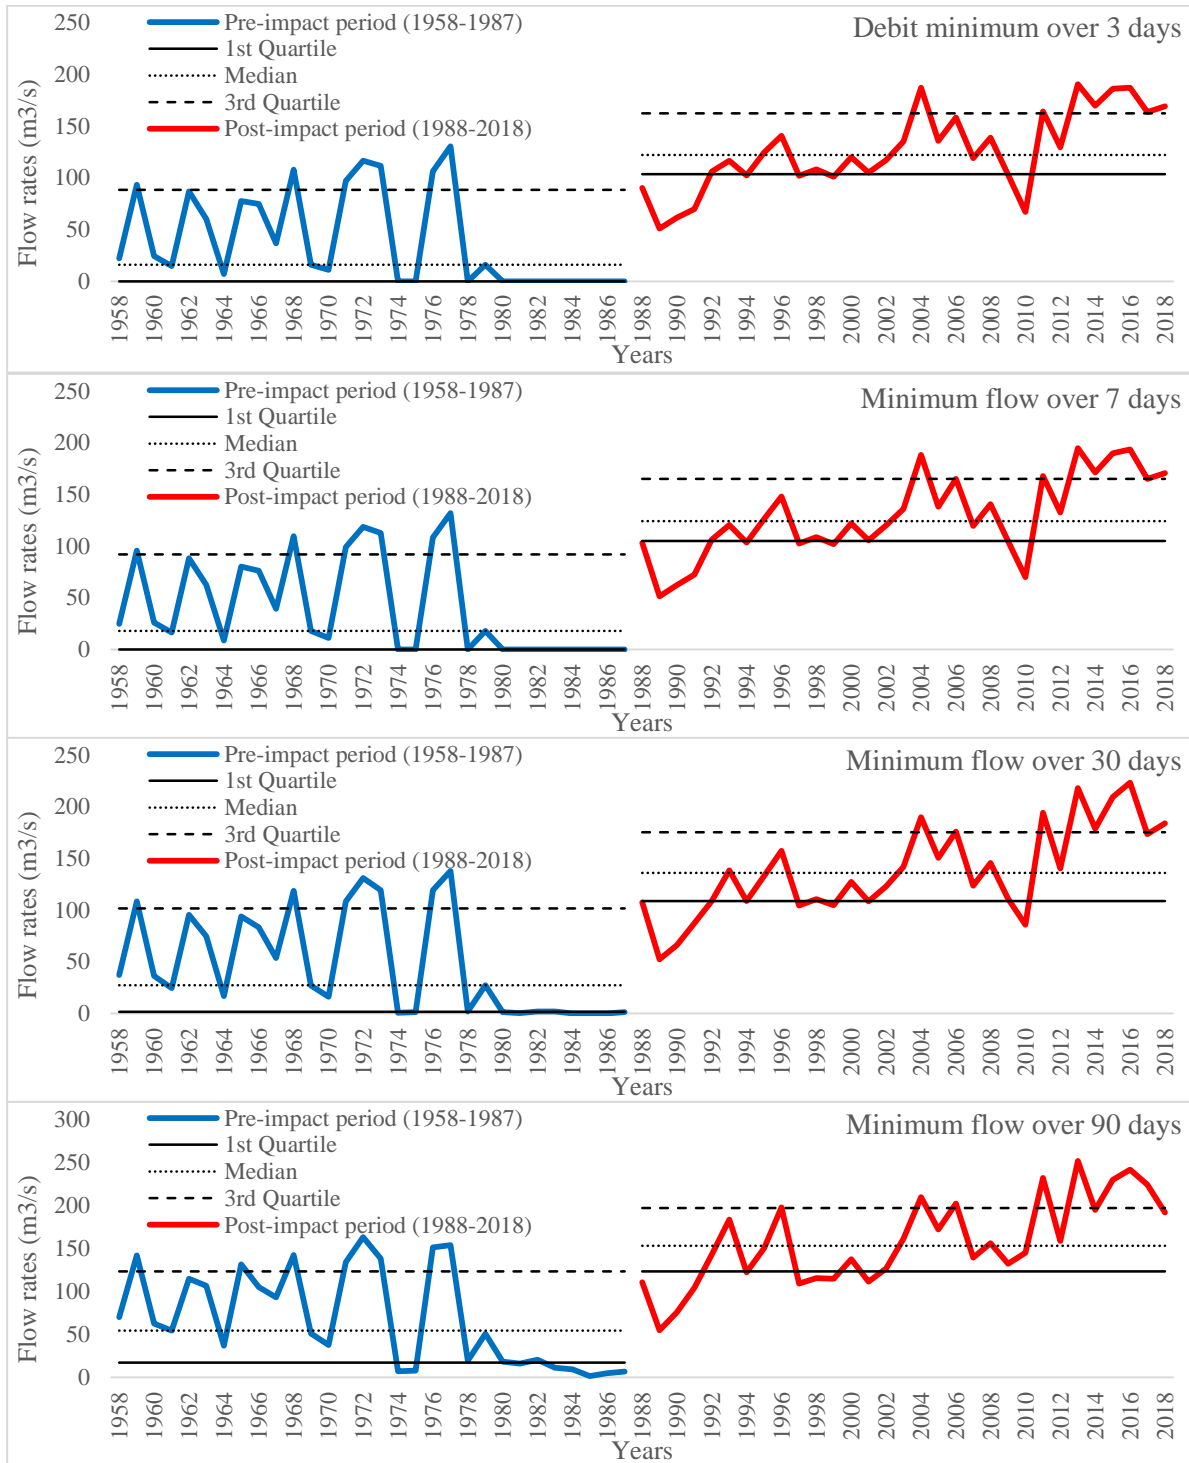 Debit minimum over 3 days
Flow rates (m3/s)
250
200
150
100
50
0
Pre-impact period (1958-1987)
1st Quartile
Median
3rd Quartile
Post-impact period (1988-2018)
1958 1960 1962 1964 1966 1968 1970 1972 1974 1976 1978 1980 1982 1984 1986 1988 1990 1992 1994 1996 1998 2000 2002 2004 2006 2008 2010 2012 2014 2016 2018
Years
Minimum flow over 7 days
Flow rates (m3/s)
250
200
150
100
50
0
Pre-impact period (1958-1987)
1st Quartile
Median
3rd Quartile
Post-impact period (1988-2018)
1958 1960 1962 1964 1966 1968 1970 1972 1974 1976 1978 1980 1982 1984 1986 1988 1990 1992 1994 1996 1998 2000 2002 2004 2006 2008 2010 2012 2014 2016 2018
Years
Minimum flow over 30 days
Flow rates (m3/s)
250
200
150
100
50
0
Pre-impact period (1958-1987)
1st Quartile
Median
3rd Quartile
Post-impact period (1988-2018)
1958 1960 1962 1964 1966 1968 1970 1972 1974 1976 1978 1980 1982 1984 1986 1988 1990 1992 1994 1996 1998 2000 2002 2004 2006 2008 2010 2012 2014 2016 2018
Years
Minimum flow over 90 days
Flow rates (m3/s)
300
250
200
150
100
50
0
Pre-impact period (1958-1987)
1st Quartile
Median
3rd Quartile
Post-impact period (1988-2018)
1958 1960 1962 1964 1966 1968 1970 1972 1974 1976 1978 1980 1982 1984 1986 1988 1990 1992 1994 1996 1998 2000 2002 2004 2006 2008 2010 2012 2014 2016 2018
Years